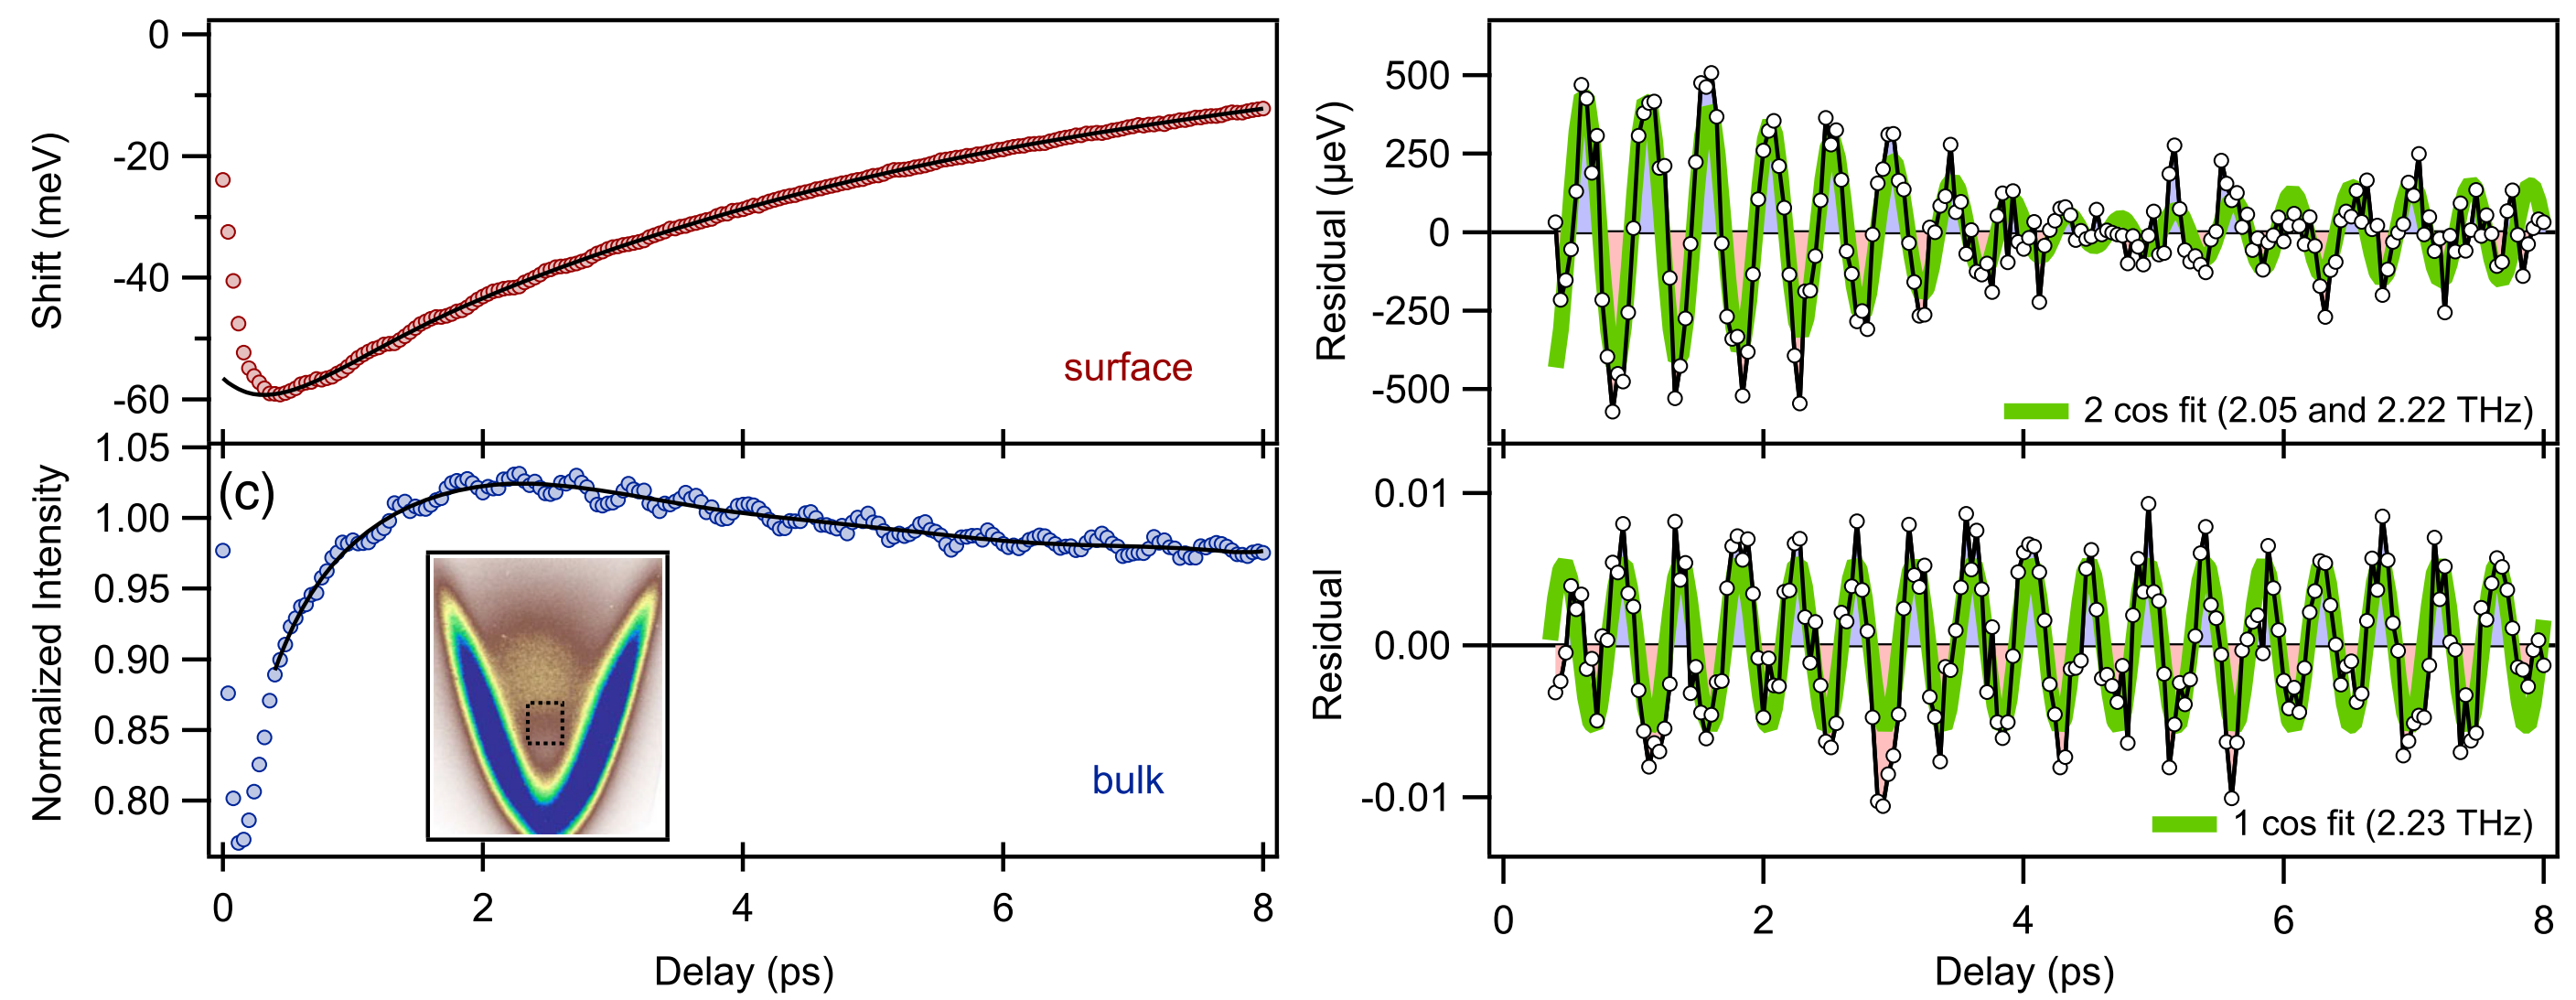 0
-20
-40
-60
Shift (meV)
surface
1.05
1.00
0.95
0.90
0.85
0.80
Normalized Intensity
(c)
bulk
0 2 4 6 8
Delay (ps)
500
250
0
-250
-500
Residual (µeV)
2 cos fit (2.05 and 2.22 THz)
0.01
0.00
-0.01
Residual
1 cos fit (2.23 THz)
0 2 4 6 8
Delay (ps)